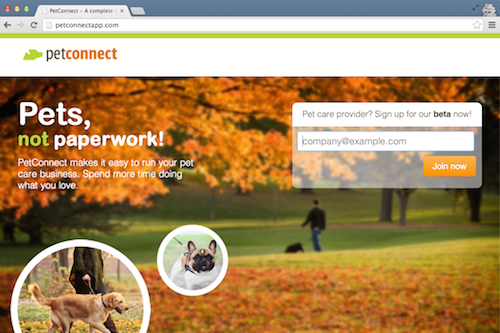 PetConnect – A complete
petconnectapp.com
petconnect
Pets,
not paperwork!
PetConnect makes it easy to run your pet
care business. Spend more time doing
what you love.
Pet care provider? Sign up for our beta now!
company@example.com
Join now